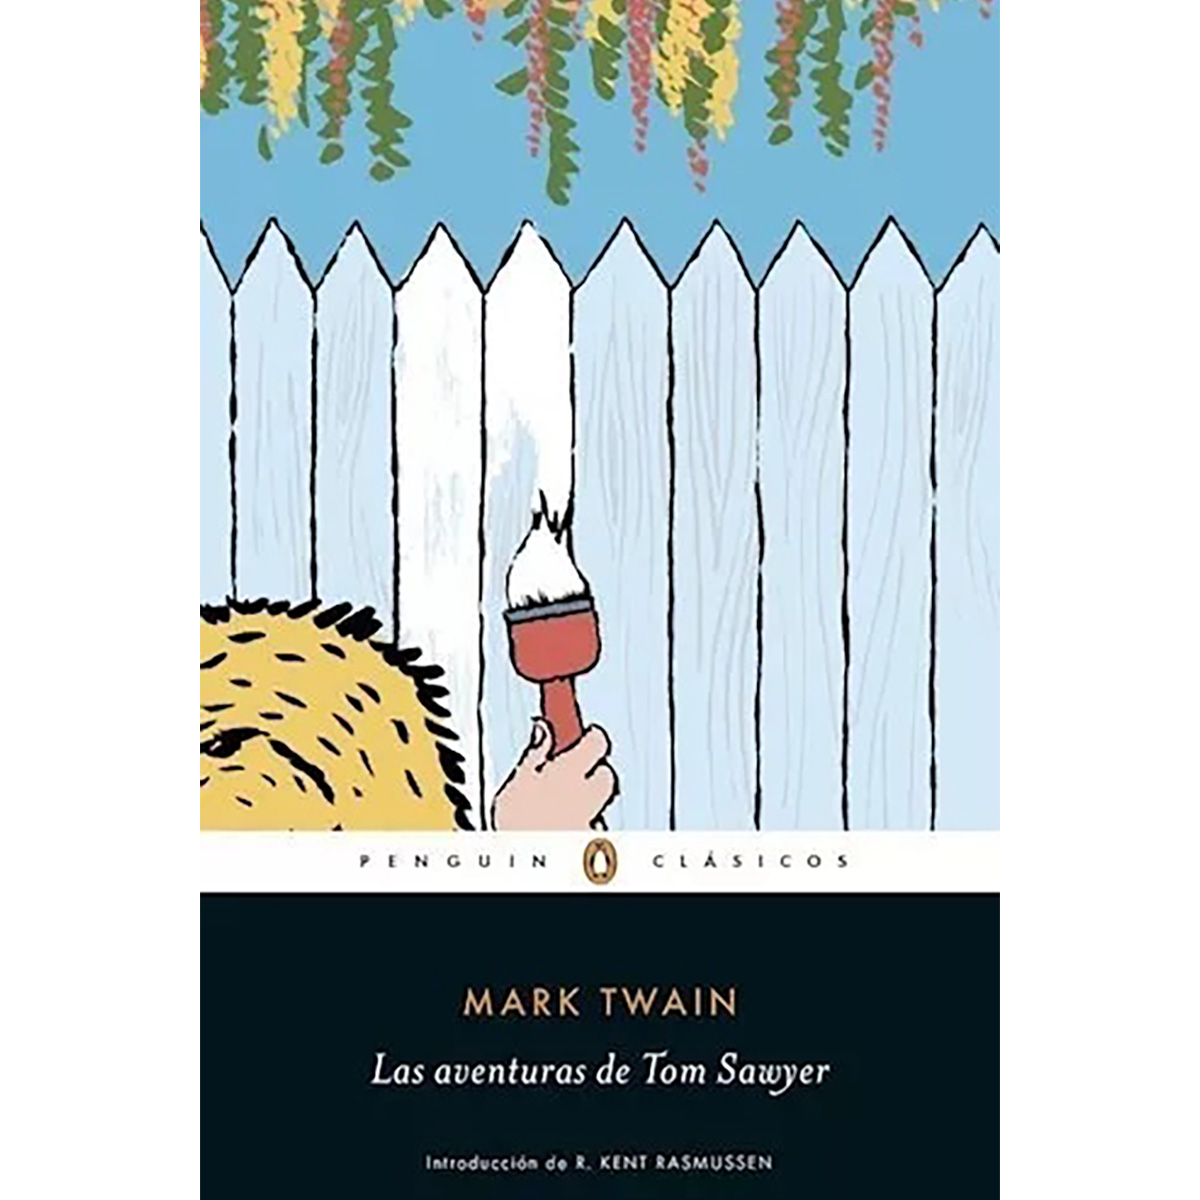 PENGUIN CLÁSICOS
MARK TWAIN
Las aventuras de Tom Sawyer
Introducción de R. KENT RASMUSSEN